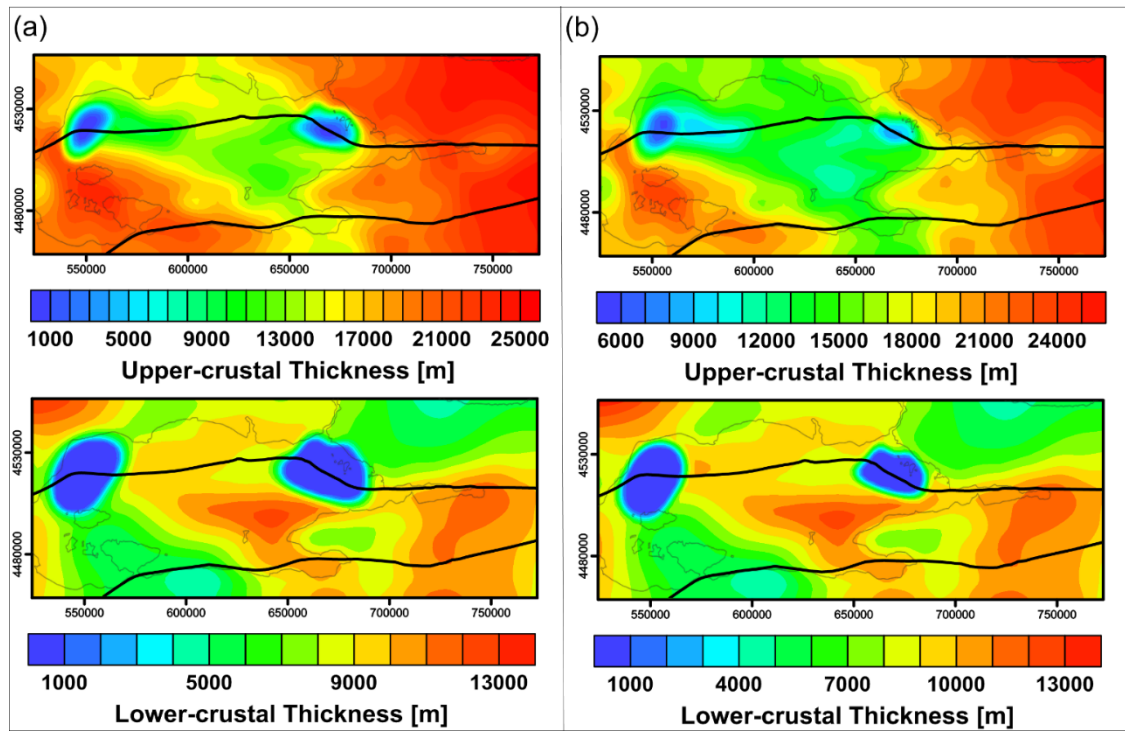 (a)
4530000
4480000
550000 600000 650000 700000 750000
1000 5000 9000 13000 17000 21000 25000
Upper-crustal Thickness [m]
4530000
4480000
550000 600000 650000 700000 750000
1000 5000 9000 13000
Lower-crustal Thickness [m]
(b)
4530000
4480000
550000 600000 650000 700000 750000
6000 9000 12000 15000 18000 21000 24000
Upper-crustal Thickness [m]
4530000
4480000
550000 600000 650000 700000 750000
1000 4000 7000 10000 13000
Lower-crustal Thickness [m]